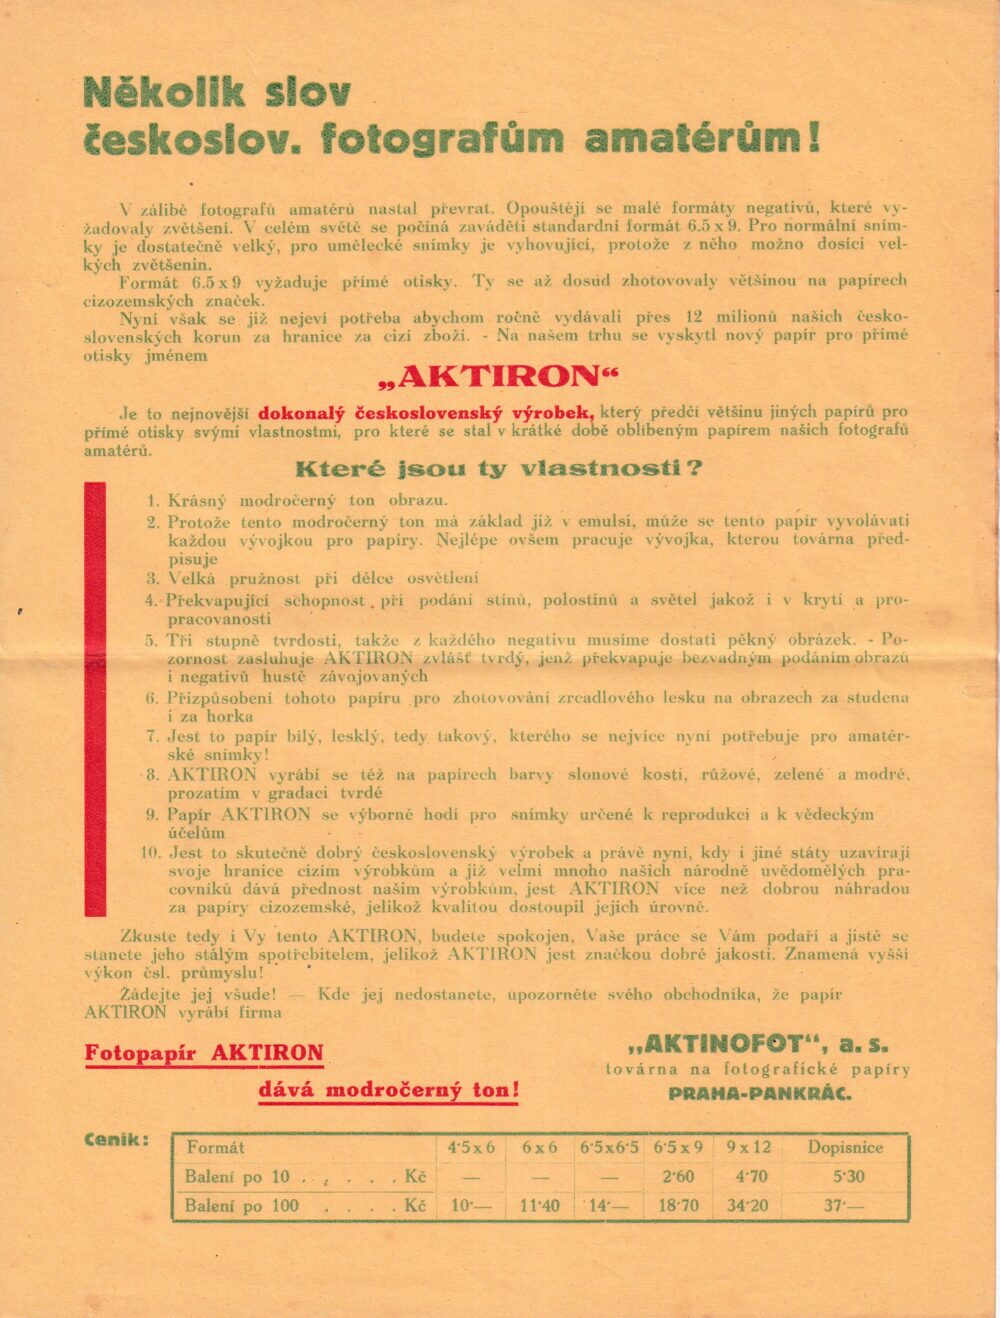 Několik slov
českoslov. fotografům amatérům!
V zálibě fotografů amatérů nastal převrat. Opouštějí se malé formáty negativů, které vy-
žadovaly zvětšení. V celém světě se počíná zaváděti standardní formát 6.5 x 9. Pro normální sním-
ky je dostatečně velký, pro umělecké snímky je vyhovující, protože z něho možno docíliti vel-
kých zvětšenin.
Formát 6.5 x 9 vyžaduje přímé otisky. Ty se až dosud zhotovovaly většinou na papírech
cizozemských značek.
Nyní však se již nejeví potřeba abychom ročně vydávali přes 12 milionů našich česko-
slovenských korun za hranice za cizí zboží. - Na našem trhu se vyskytl nový papír pro přímé
otisky jménem
„AKTIRON“
Je to nejnovější dokonalý československý výrobek, který předčí většinu jiných papírů pro
přímé otisky svými vlastnostmi, pro které se stal v krátké době oblíbeným papírem našich fotografů
amatérů.
Které jsou ty vlastnosti?
1. Krásný modročerný ton obrazu.
2. Protože tento modročerný ton má základ již v emulsi, může se tento papír vyvolávati
každou vývojkou pro papíry. Nejlépe ovšem pracuje vývojka, kterou továrna před-
pisuje
3. Velká pružnost při délce osvětlení
4. Překvapující schopnost při podání stínů, polostínů a světel jakož i v krytí a pro-
pracovanosti
5. Tři stupně tvrdosti, takže z každého negativu musíme dostati pěkný obrázek. - Po-
zornost zasluhuje AKTIRON zvlášť tvrdý, jenž překvapuje bezvadným podáním obrazů
i negativů hustě závojovaných
6. Přizpůsobení tohoto papíru pro zhotovování zrcadlového lesku na obrazech za studena
i za horka
7. Jest to papír bílý, lesklý, tedy takový, kterého se nejvíce nyní potřebuje pro amatér-
ské snímky!
8. AKTIRON vyrábí se též na papírech barvy slonové kosti, růžové, zelené a modré,
prozatím v gradaci tvrdé
9. Papír AKTIRON se výborně hodí pro snímky určené k reprodukci a k vědeckým
účelům
10. Jest to skutečně dobrý československý výrobek a právě nyní, kdy i jiné státy uzavírají
svoje hranice cizím výrobkům a již velmi mnoho našich národně uvědomělých pra-
covníků dává přednost našim výrobkům, jest AKTIRON více než dobrou náhradou
za papíry cizozemské, jelikož kvalitou dostoupil jejich úrovně.
Zkuste tedy i Vy tento AKTIRON, budete spokojen, Vaše práce se Vám podaří a jistě se
stanete jeho stálým spotřebitelem, jelikož AKTIRON jest značkou dobré jakosti. Znamená vyšší
výkon čsl. průmyslu!
Žádejte jej všude! — Kde jej nedostanete, upozorněte svého obchodníka, že papír
AKTIRON vyrábí firma
Fotopapír AKTIRON
dává modročerný ton!
„AKTINOFOT“, a. s.
továrna na fotografické papíry
PRAHA-PANKRÁC.
Ceník:
Formát 4·5 x 6 6 x 6 6·5x6·5 6·5 x 9 9 x 12 Dopisnice
Balení po 10 . . . . . Kč — — — 2·60 4·70 5·30
Balení po 100 . . . . Kč 10·— 11·40 14·— 18·70 34·20 37·—